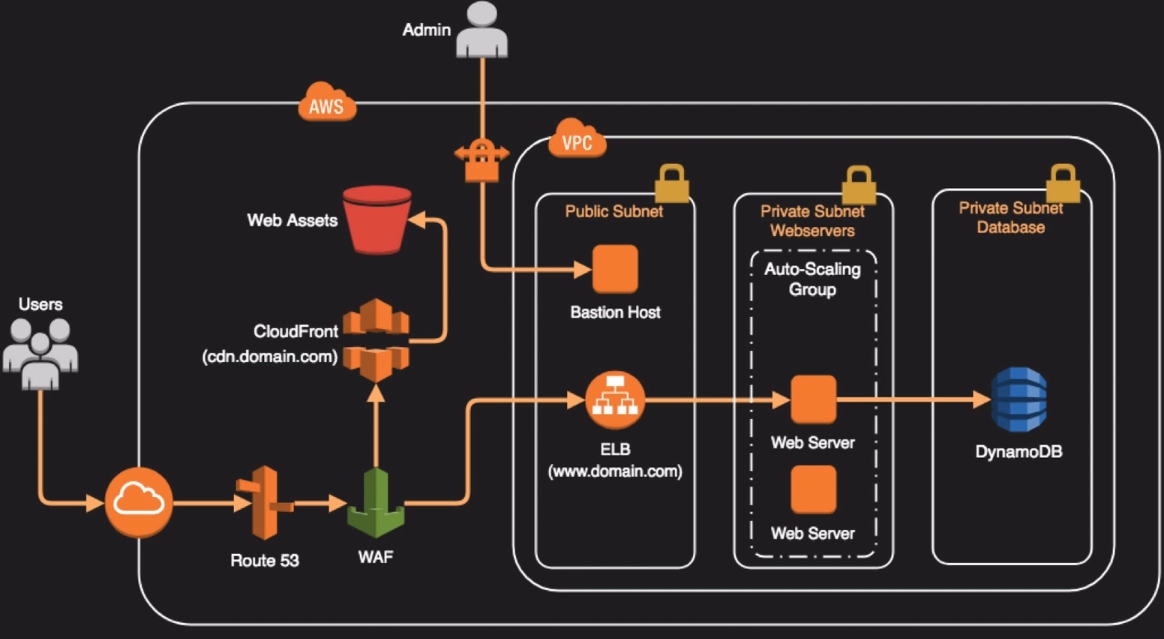 Admin
AWS
VPC
Public Subnet
Private Subnet
Webservers
Private Subnet
Database
Web Assets
Auto-Scaling
Group
Bastion Host
Users
CloudFront
(cdn.domain.com)
ELB
(www.domain.com)
Web Server
DynamoDB
Web Server
Route 53
WAF